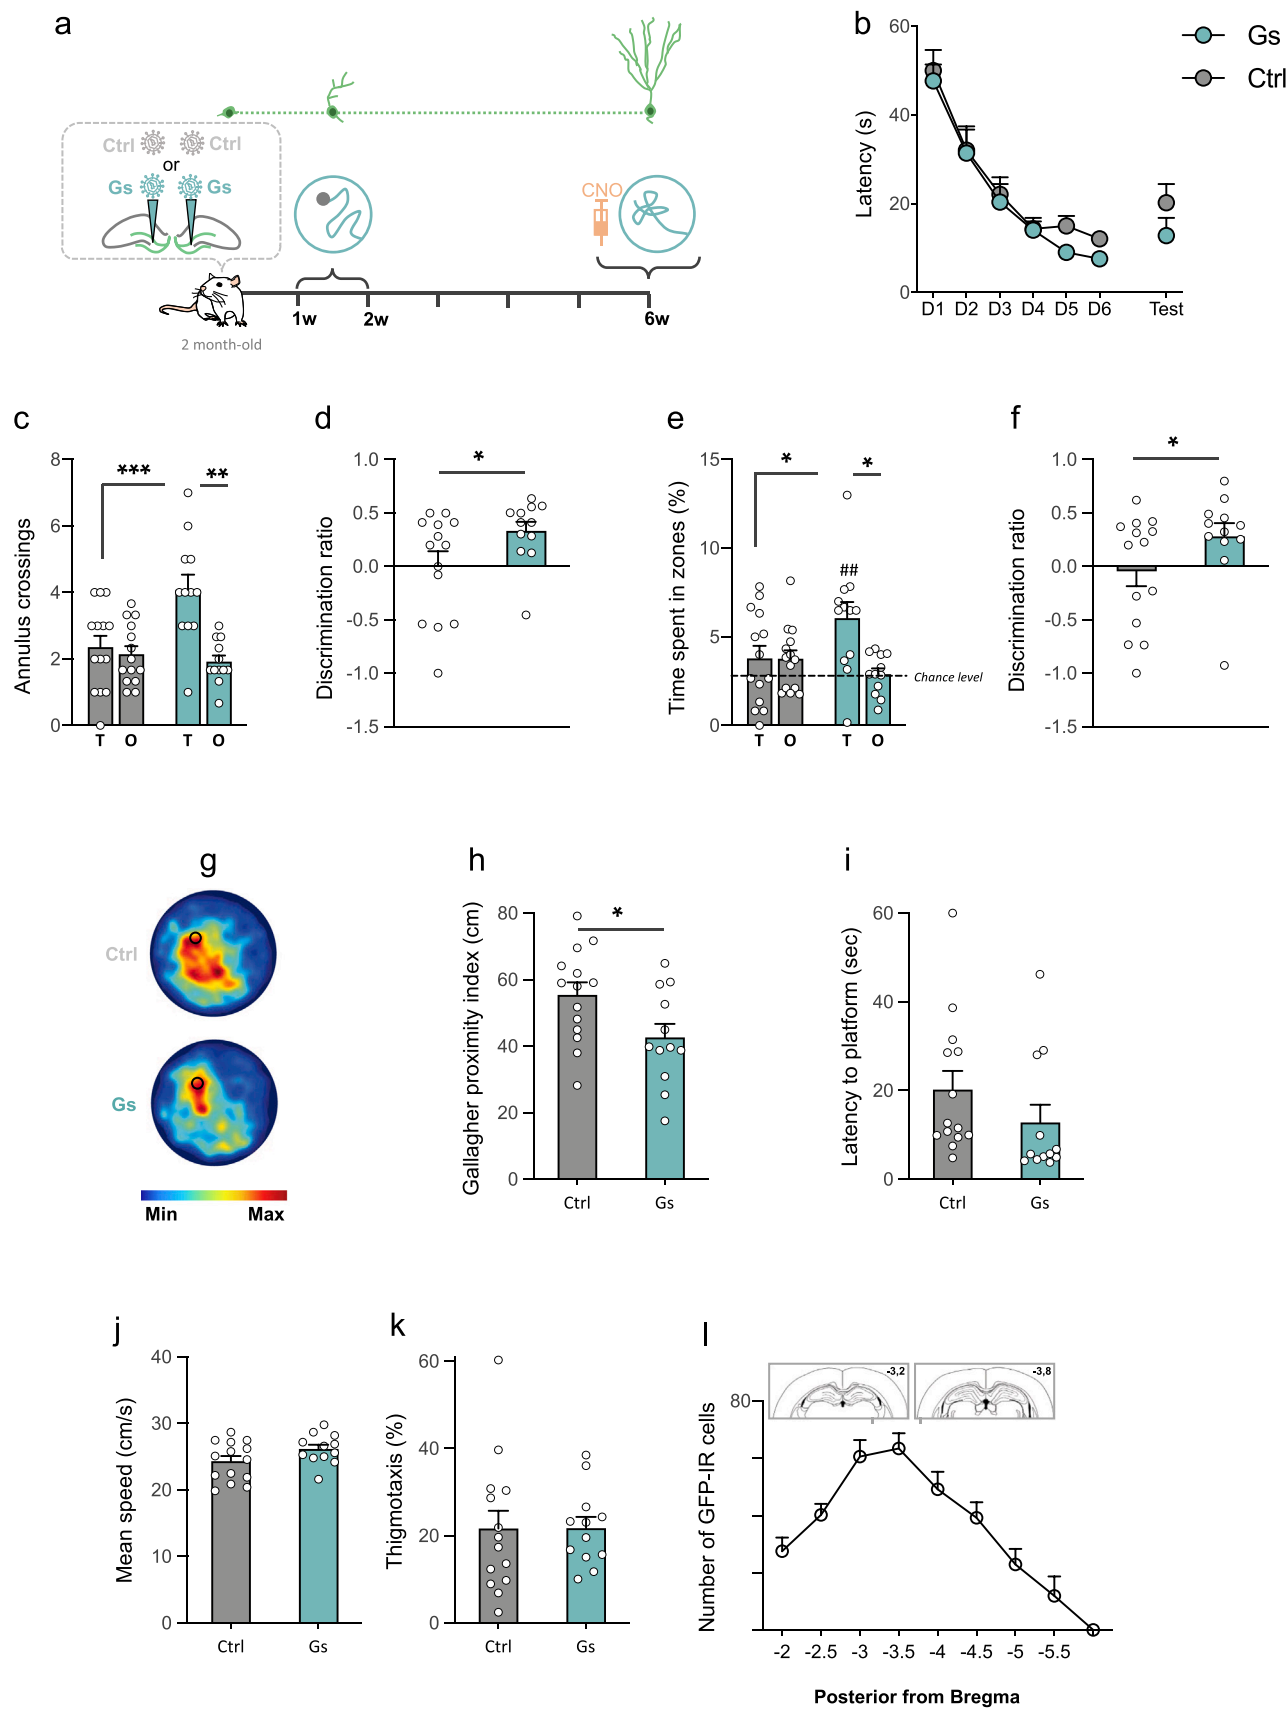 a
Ctrl Ctrl
or
Gs Gs
CNO
1w 2w 6w
2 month-old
b
Latency (s)
60
40
20
0
D1 D2 D3 D4 D5 D6 Test
Gs
Ctrl
c
Annulus crossings
8
6
4
2
0
*** **
T O T O
d
Discrimination ratio
1.0
0.5
0.0
-0.5
-1.0
-1.5
*
e
Time spent in zones (%)
15
10
5
0
* *
##
Chance level
T O T O
f
Discrimination ratio
1.0
0.5
0.0
-0.5
-1.0
-1.5
*
g
Ctrl
Gs
Min Max
h
Gallagher proximity index (cm)
80
60
40
20
0
*
Ctrl Gs
i
Latency to platform (sec)
60
40
20
0
Ctrl Gs
j
Mean speed (cm/s)
40
30
20
10
0
Ctrl Gs
k
Thigmotaxis (%)
60
40
20
0
Ctrl Gs
l
-3,2 -3,8
Number of GFP-IR cells
80
-2 -2.5 -3 -3.5 -4 -4.5 -5 -5.5
Posterior from Bregma